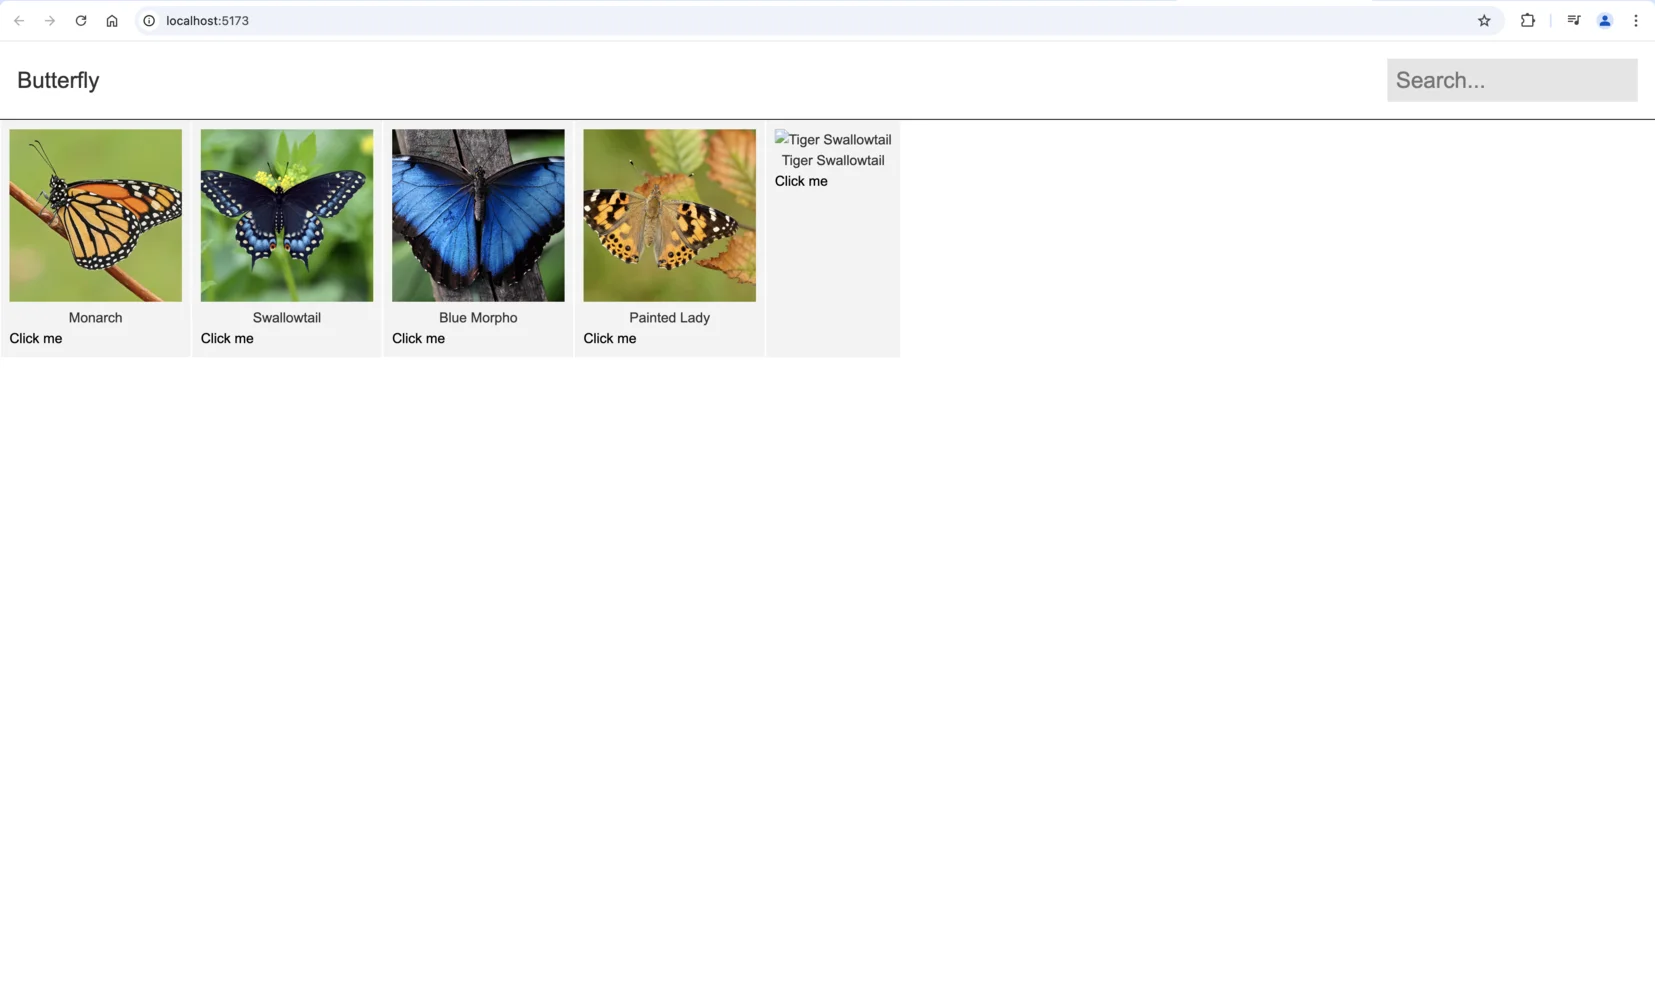 localhost:5173
Butterfly
Search...
Monarch
Click me
Swallowtail
Click me
Blue Morpho
Click me
Painted Lady
Click me
Tiger Swallowtail
Tiger Swallowtail
Click me